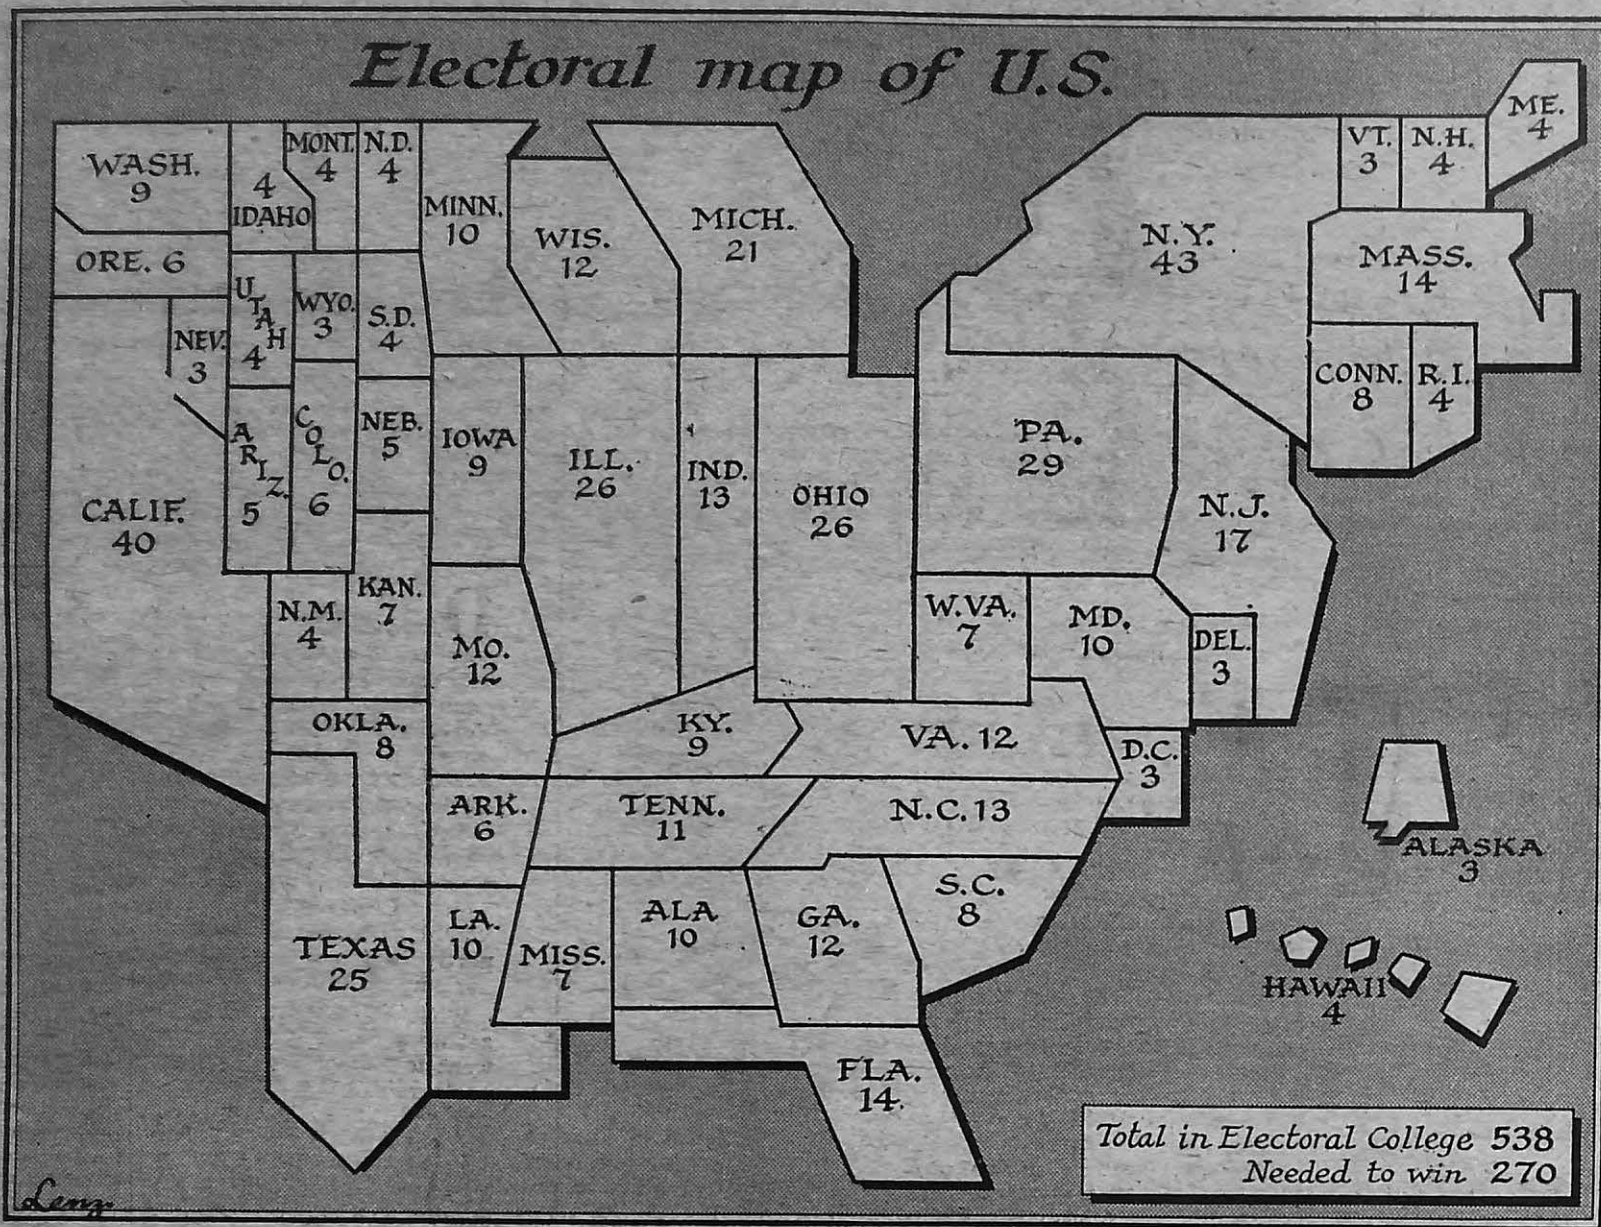 Electoral map of U.S.
WASH.
9
ORE. 6
4
IDAHO
MONT.
4
N.D.
4
MINN.
10
WIS.
12
MICH.
21
N.Y.
43
VT.
3
N.H.
4
ME.
4
MASS.
14
CONN.
8
R.I.
4
NEV.
3
UTAH
4
WYO.
3
S.D.
4
CALIF.
40
ARIZ.
5
COLO.
6
NEB.
5
IOWA
9
ILL.
26
IND.
13
OHIO
26
PA.
29
N.J.
17
N.M.
4
KAN.
7
MO.
12
W.VA.
7
MD.
10
DEL.
3
OKLA.
8
KY.
9
VA. 12
D.C.
3
ARK.
6
TENN.
11
N.C. 13
S.C.
8
TEXAS
25
LA.
10
MISS.
7
ALA
10
GA.
12
FLA.
14
ALASKA
3
HAWAII
4
Total in Electoral College 538
Needed to win 270
Lenz